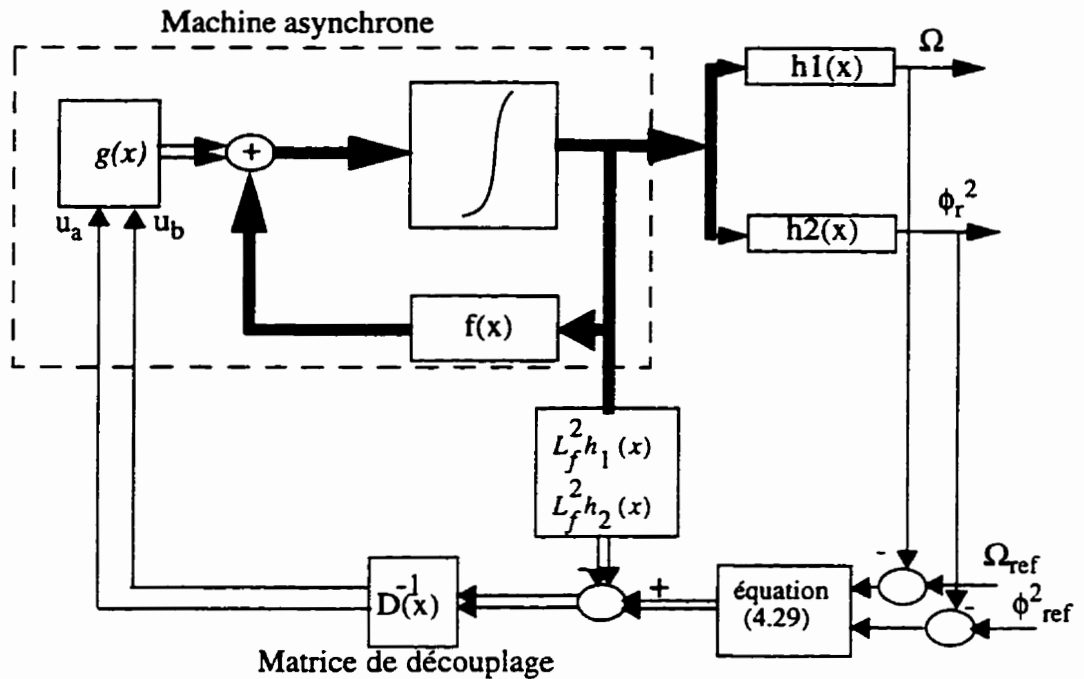 Machine asynchrone
h1(x)
Ω
g(x)
+
u_a
u_b
h2(x)
ϕ_r^2
f(x)
L_f^2 h_1 (x)
L_f^2 h_2 (x)
-
-
Ω_ref
D(x)^-1
+
équation
(4.29)
-
ϕ^2_ref
Matrice de découplage